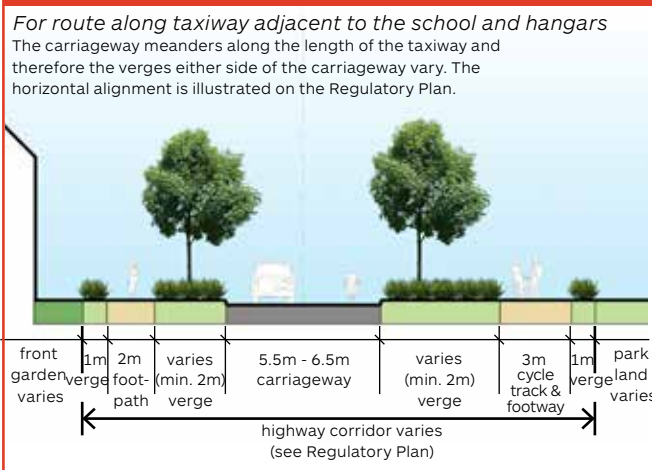 For route along taxiway adjacent to the school and hangars
The carriageway meanders along the length of the taxiway and
therefore the verges either side of the carriageway vary. The
horizontal alignment is illustrated on the Regulatory Plan.
front
garden
varies
1m
verge
2m
foot-
path
varies
(min. 2m)
verge
5.5m - 6.5m
carriageway
varies
(min. 2m)
verge
3m
cycle
track &
footway
1m
verge
park
land
varies
highway corridor varies
(see Regulatory Plan)